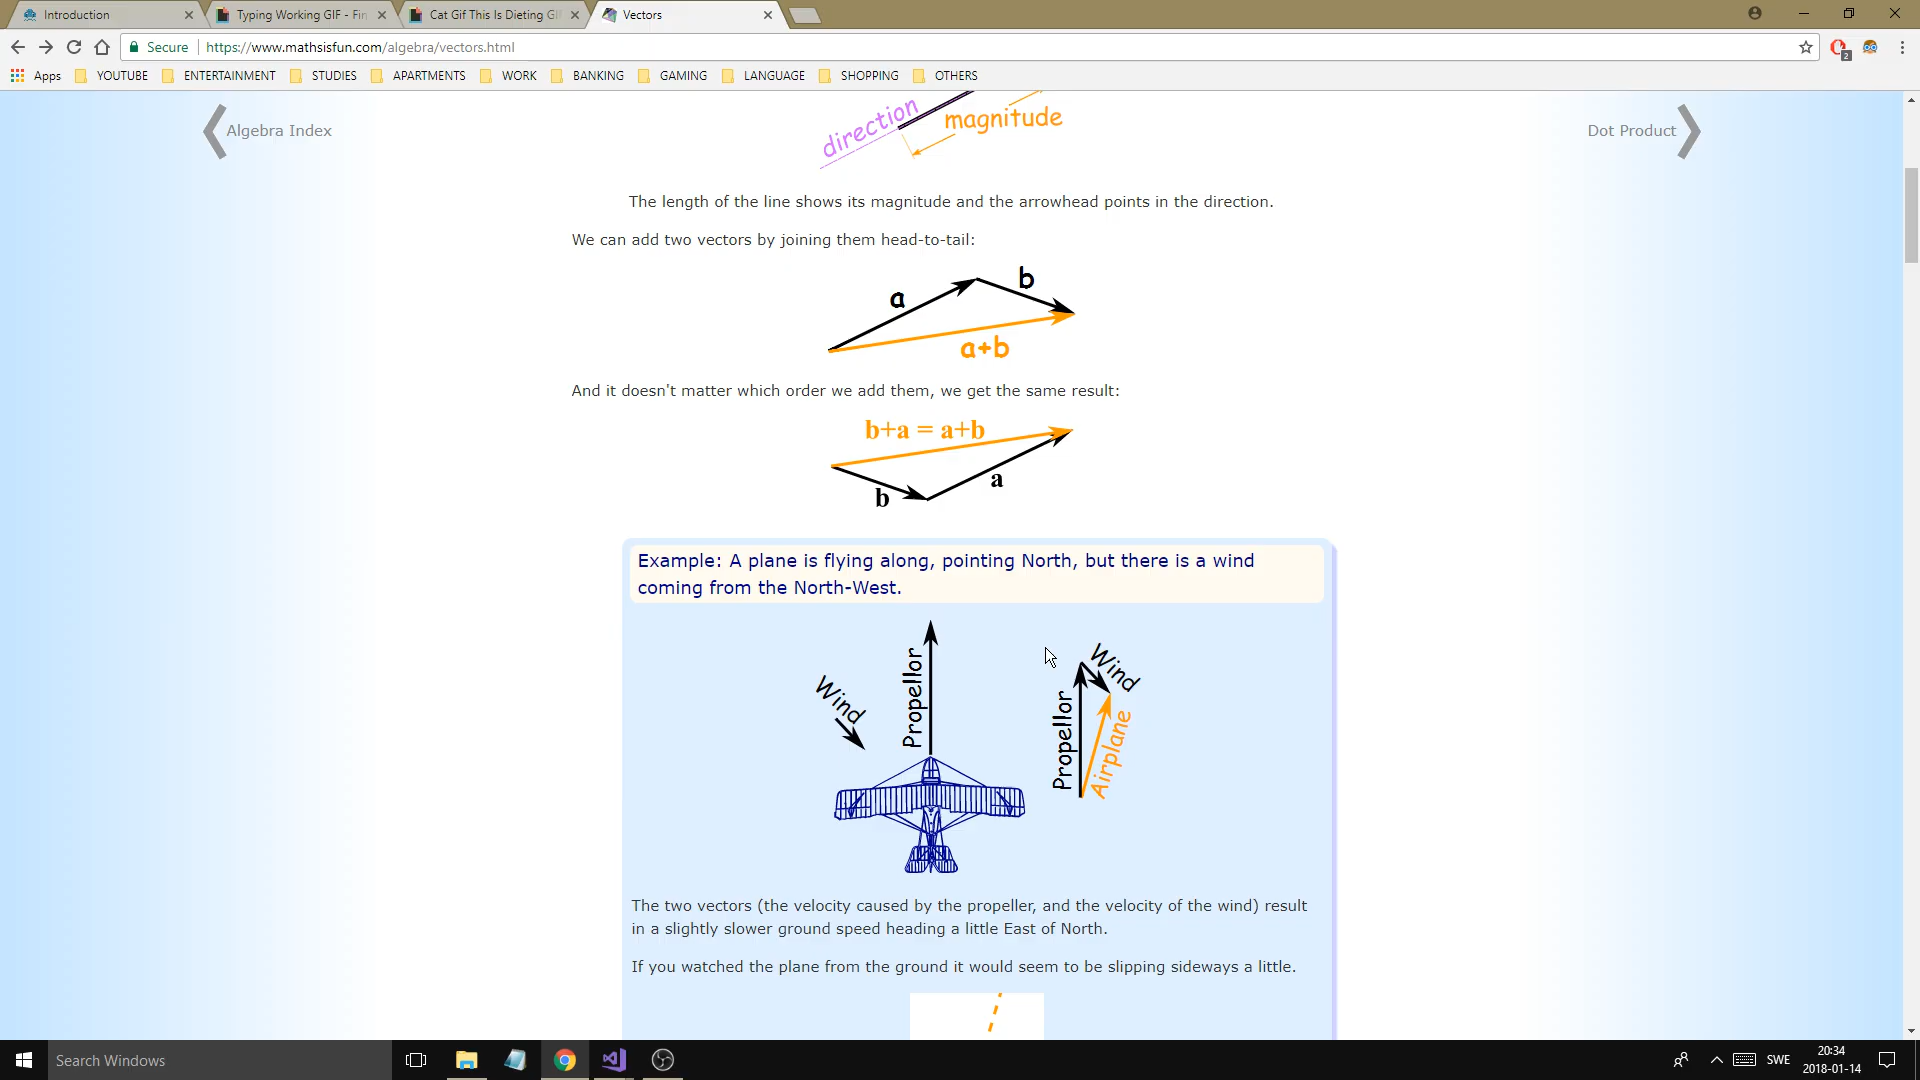 Introduction
Typing Working GIF - Fin
Cat Gif This Is Dieting GI
Vectors
Secure
https://www.mathsisfun.com/algebra/vectors.html
Apps
YOUTUBE
ENTERTAINMENT
STUDIES
APARTMENTS
WORK
BANKING
GAMING
LANGUAGE
SHOPPING
OTHERS
2
Algebra Index
Dot Product
direction
magnitude
The length of the line shows its magnitude and the arrowhead points in the direction.
We can add two vectors by joining them head-to-tail:
a
b
a+b
And it doesn't matter which order we add them, we get the same result:
b+a = a+b
b
a
Example: A plane is flying along, pointing North, but there is a wind
coming from the North-West.
Wind
Propellor
Propellor
Wind
Airplane
The two vectors (the velocity caused by the propeller, and the velocity of the wind) result
in a slightly slower ground speed heading a little East of North.
If you watched the plane from the ground it would seem to be slipping sideways a little.
Search Windows
SWE
20:34
2018-01-14